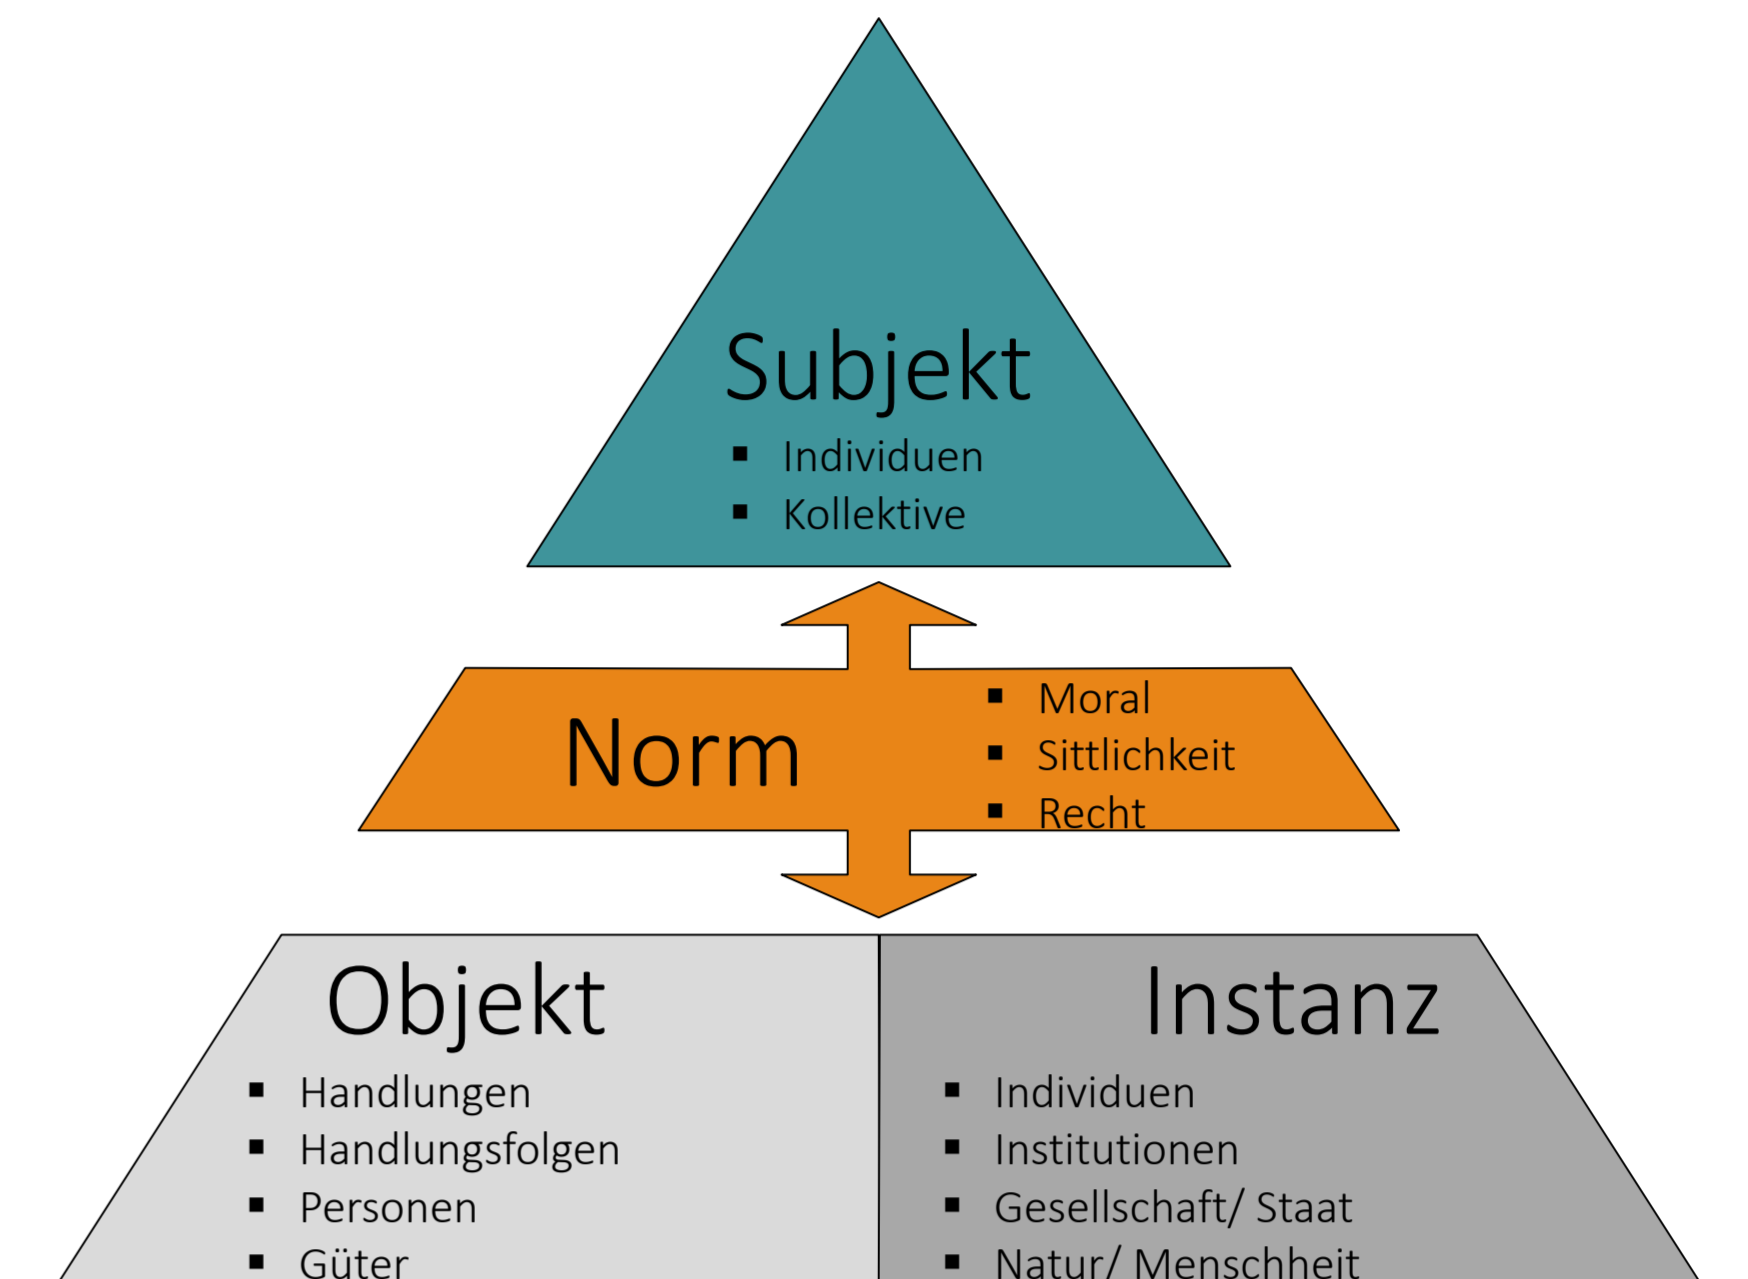 Subjekt
▪ Individuen
▪ Kollektive
Norm
▪ Moral
▪ Sittlichkeit
▪ Recht
Objekt
▪ Handlungen
▪ Handlungsfolgen
▪ Personen
▪ Güter
Instanz
▪ Individuen
▪ Institutionen
▪ Gesellschaft/ Staat
▪ Natur/ Menschheit